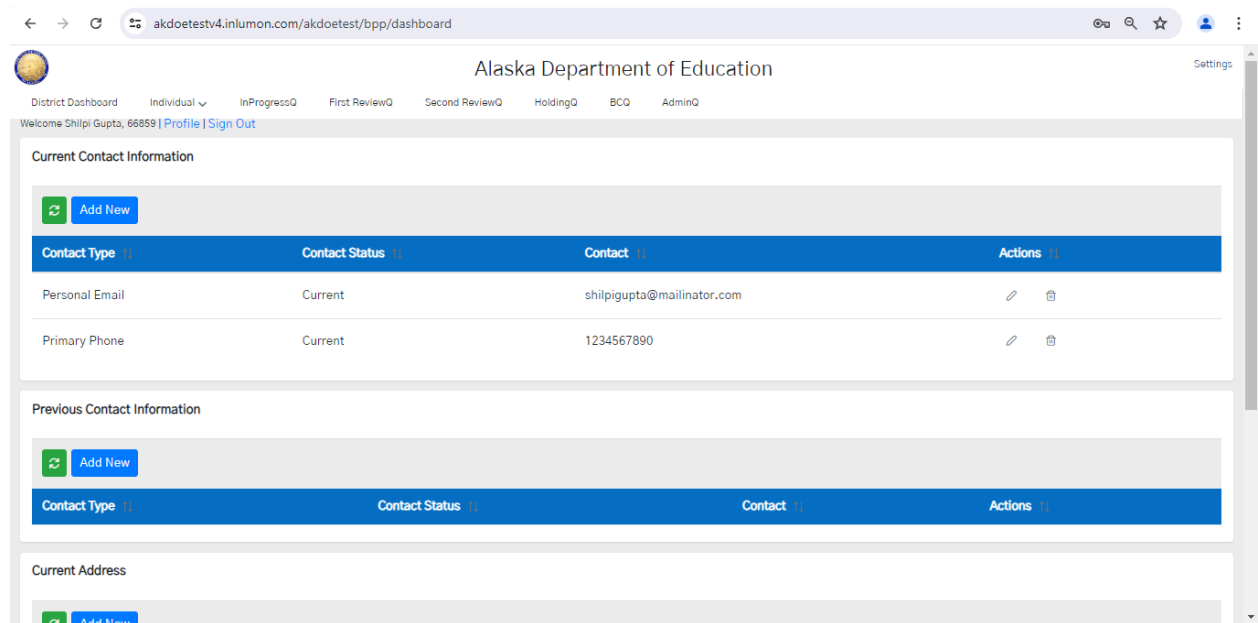 akdoetestv4.inlumon.com/akdoetest/bpp/dashboard
Alaska Department of Education
Settings
District Dashboard Individual InProgressQ First ReviewQ Second ReviewQ HoldingQ BCQ AdminQ
Welcome Shilpi Gupta, 66859 | Profile | Sign Out
Current Contact Information
Add New
Contact Type Contact Status Contact Actions
Personal Email Current shilpigupta@mailinator.com
Primary Phone Current 1234567890
Previous Contact Information
Add New
Contact Type Contact Status Contact Actions
Current Address
Add New